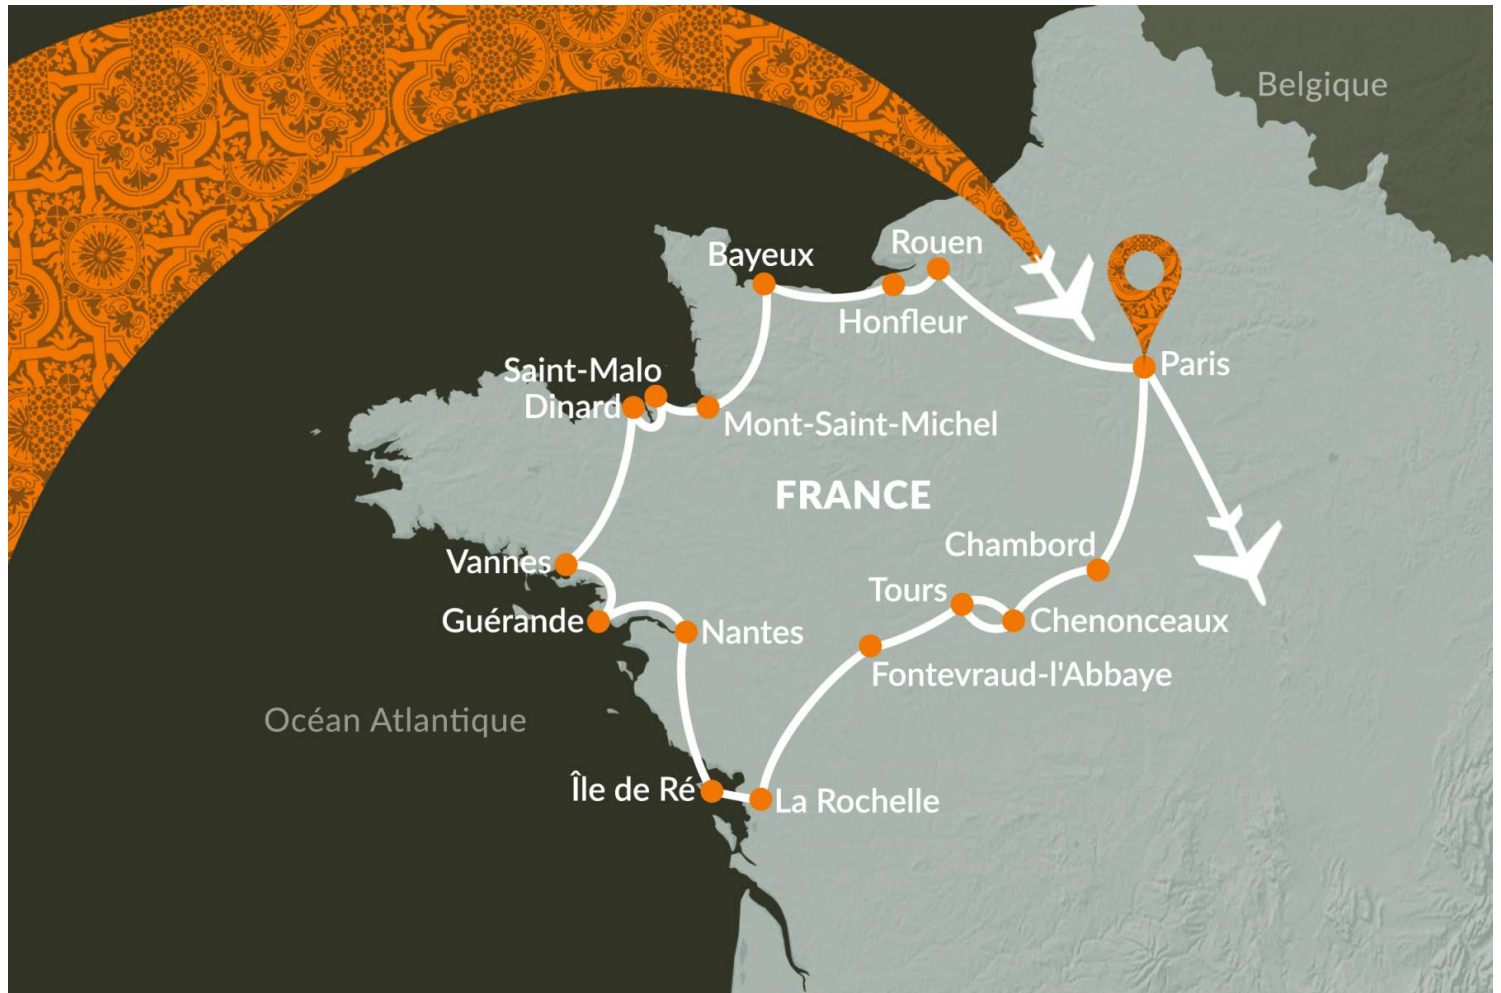 Belgique
Rouen
Bayeux
Honfleur
Paris
Saint-Malo
Dinard
Mont-Saint-Michel
FRANCE
Chambord
Vannes
Tours
Guérande
Chenonceaux
Nantes
Fontevraud-l'Abbaye
Océan Atlantique
Île de Ré
La Rochelle